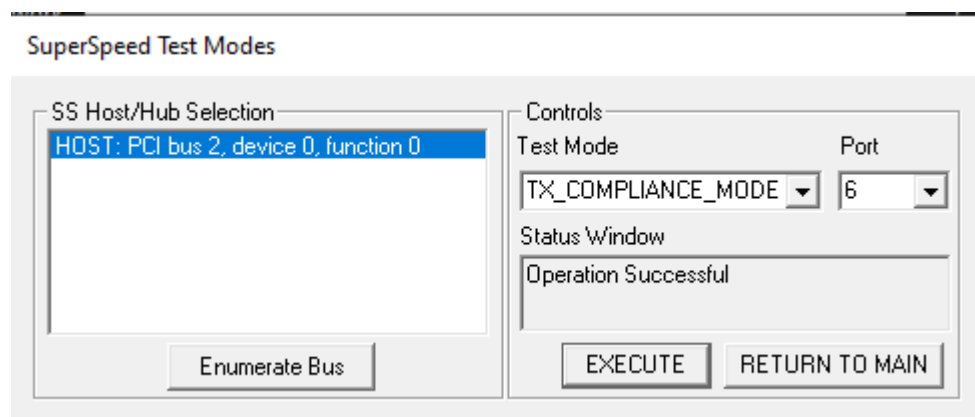 SuperSpeed Test Modes
SS Host/Hub Selection
HOST: PCI bus 2, device 0, function 0
Enumerate Bus
Controls
Test Mode
Port
TX_COMPLIANCE_MODE
6
Status Window
Operation Successful
EXECUTE
RETURN TO MAIN